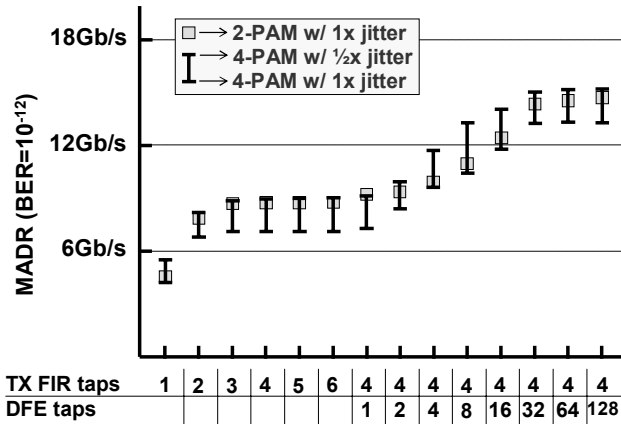 18Gb/s
2-PAM w/ 1x jitter
4-PAM w/ ½x jitter
4-PAM w/ 1x jitter
12Gb/s
6Gb/s
MADR (BER=10⁻¹²)
TX FIR taps 1 2 3 4 5 6 4 4 4 4 4 4 4 4
DFE taps 1 2 4 8 16 32 64 128